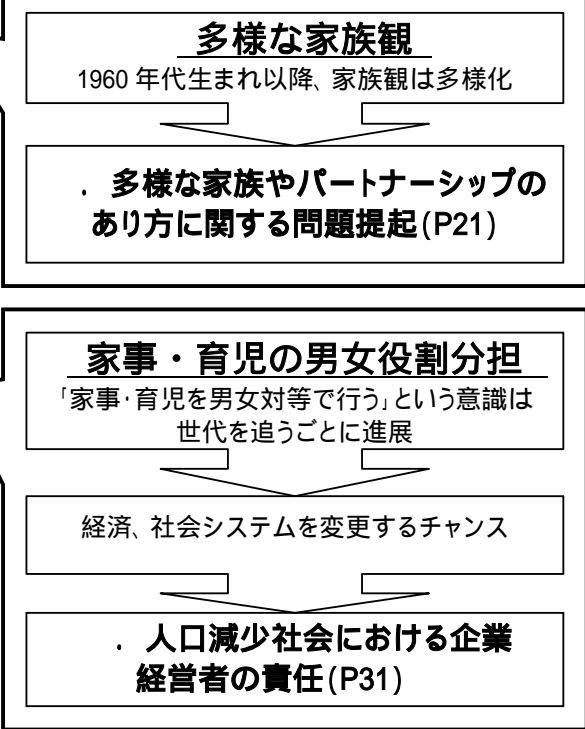 多様な家族観
1960 年代生まれ以降、家族観は多様化
．多様な家族やパートナーシップの
あり方に関する問題提起(P21)
家事・育児の男女役割分担
「家事・育児を男女対等で行う」という意識は
世代を追うごとに進展
経済、社会システムを変更するチャンス
．人口減少社会における企業
経営者の責任(P31)